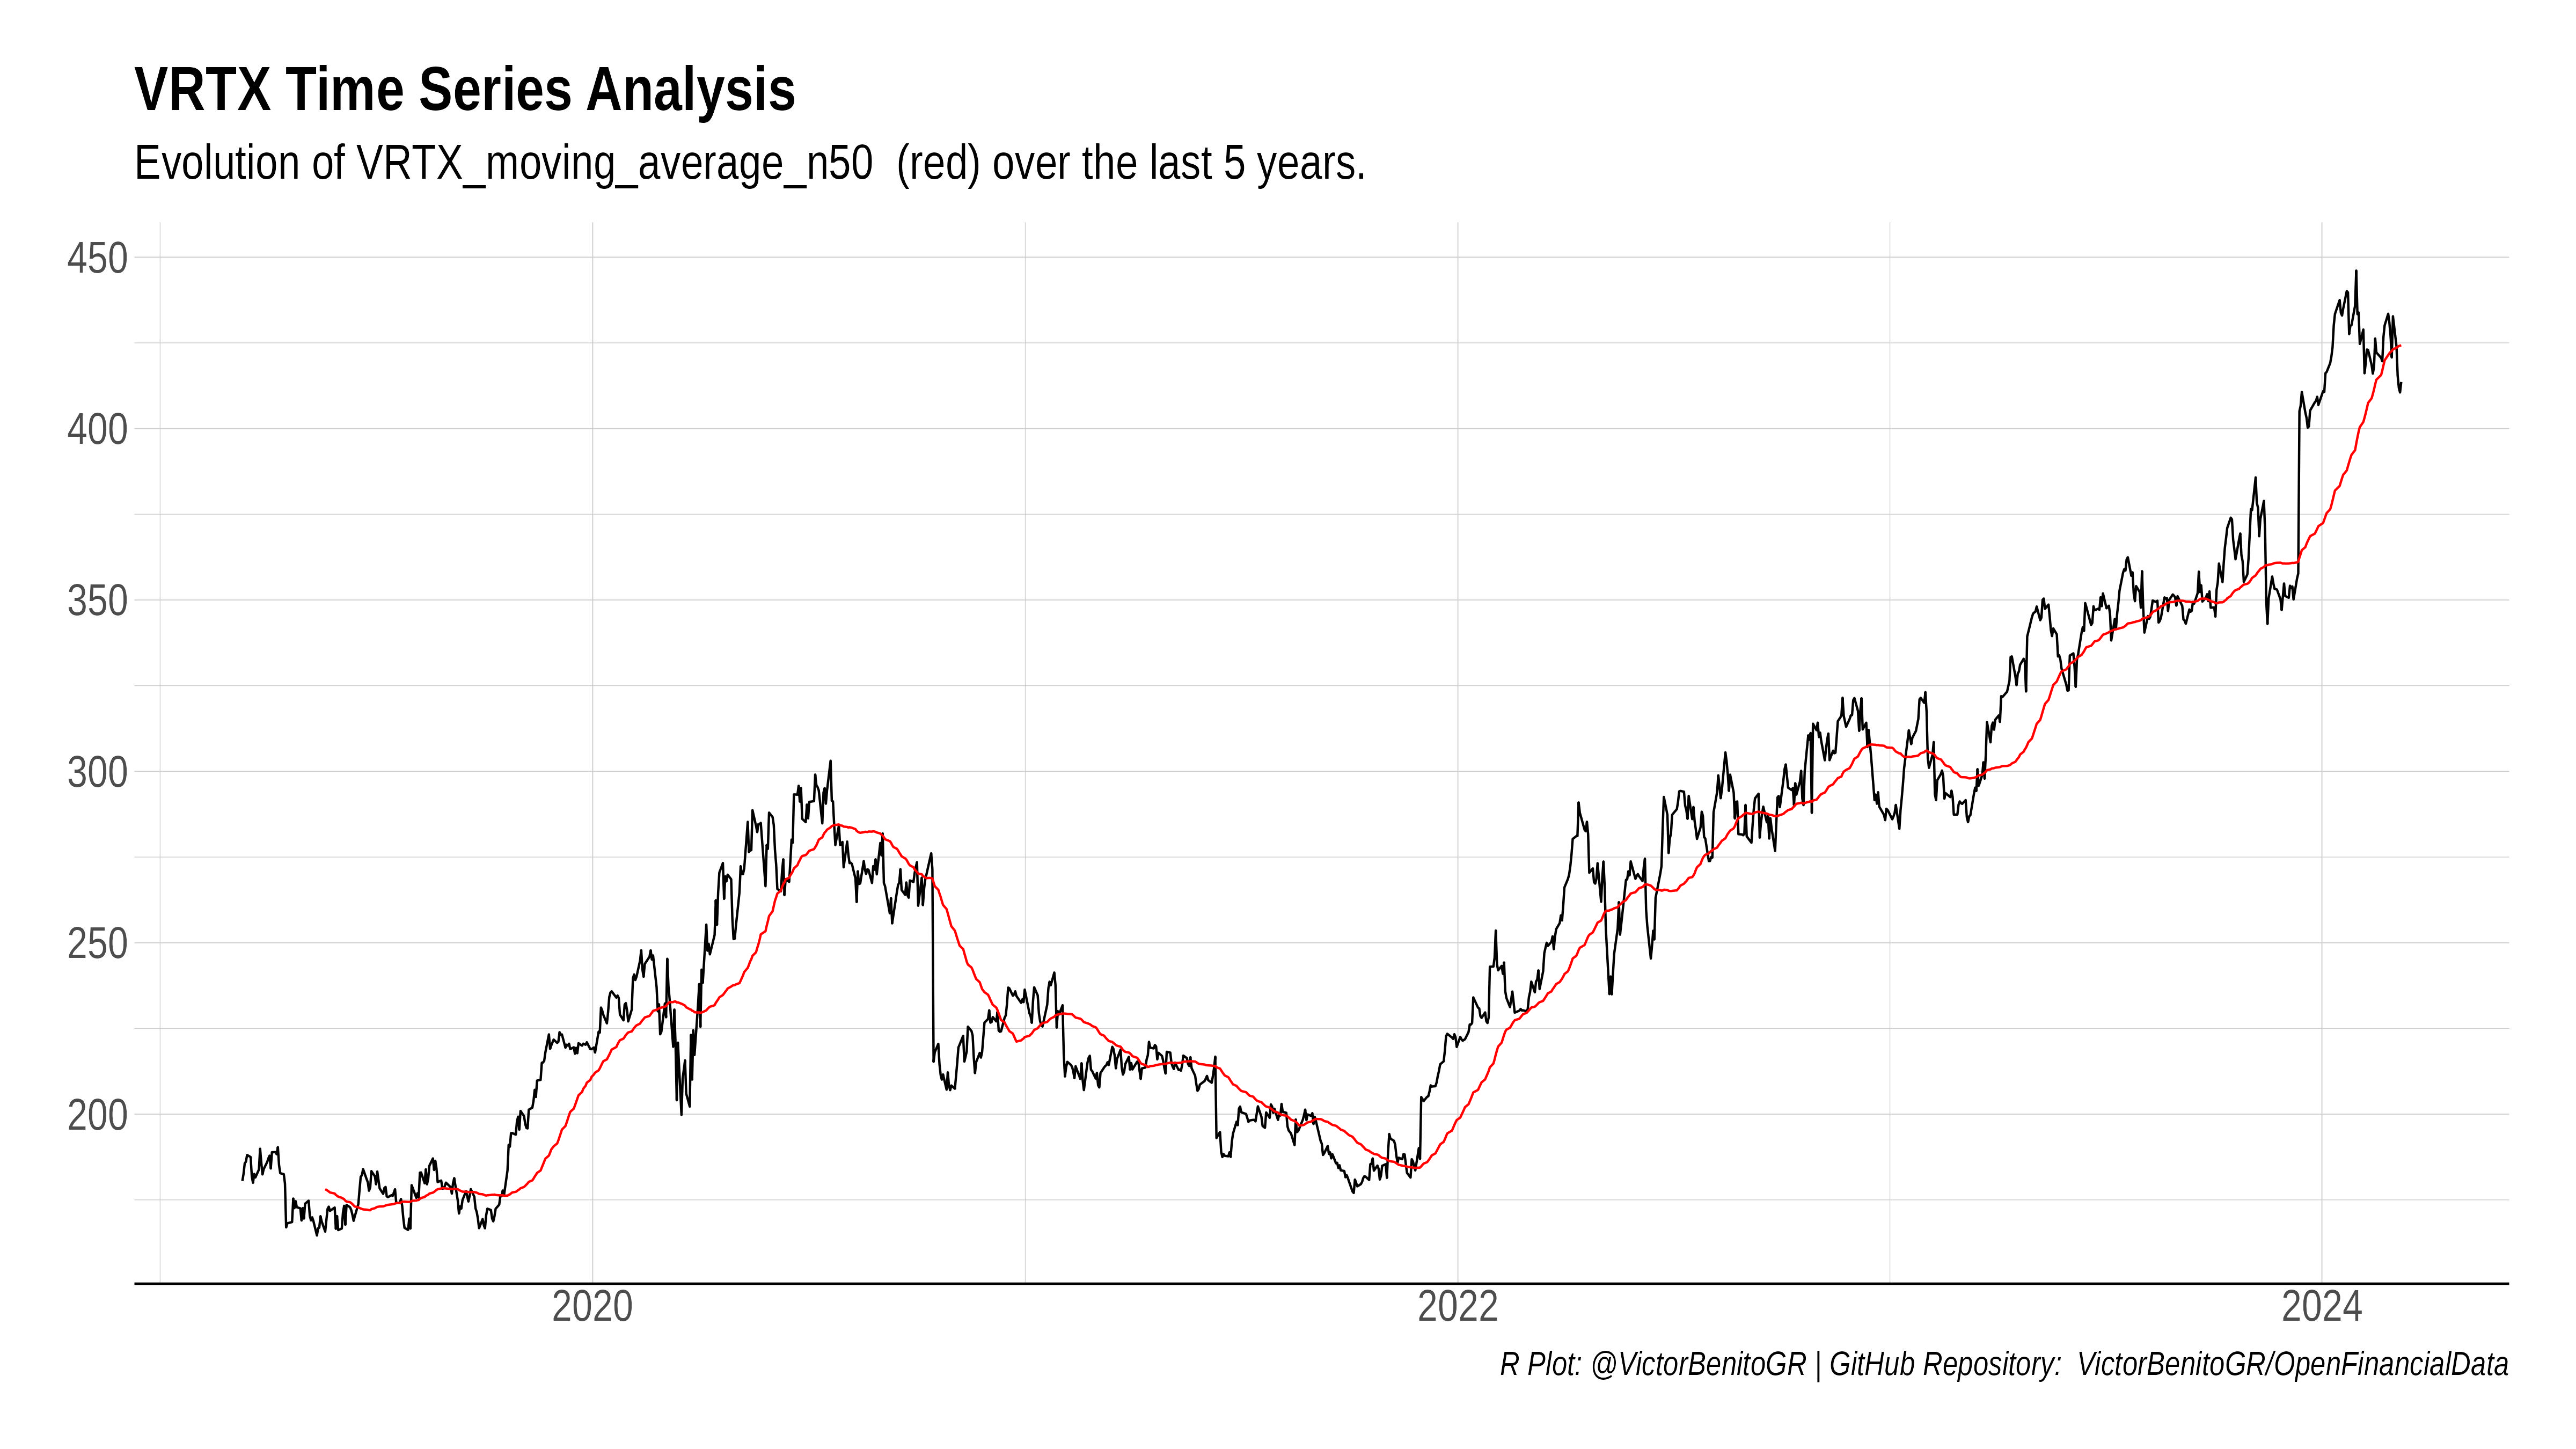 VRTX Time Series Analysis
Evolution of VRTX_moving_average_n50  (red) over the last 5 years.
450
400
350
300
250
200
2020 2022 2024
R Plot: @VictorBenitoGR | GitHub Repository:  VictorBenitoGR/OpenFinancialData